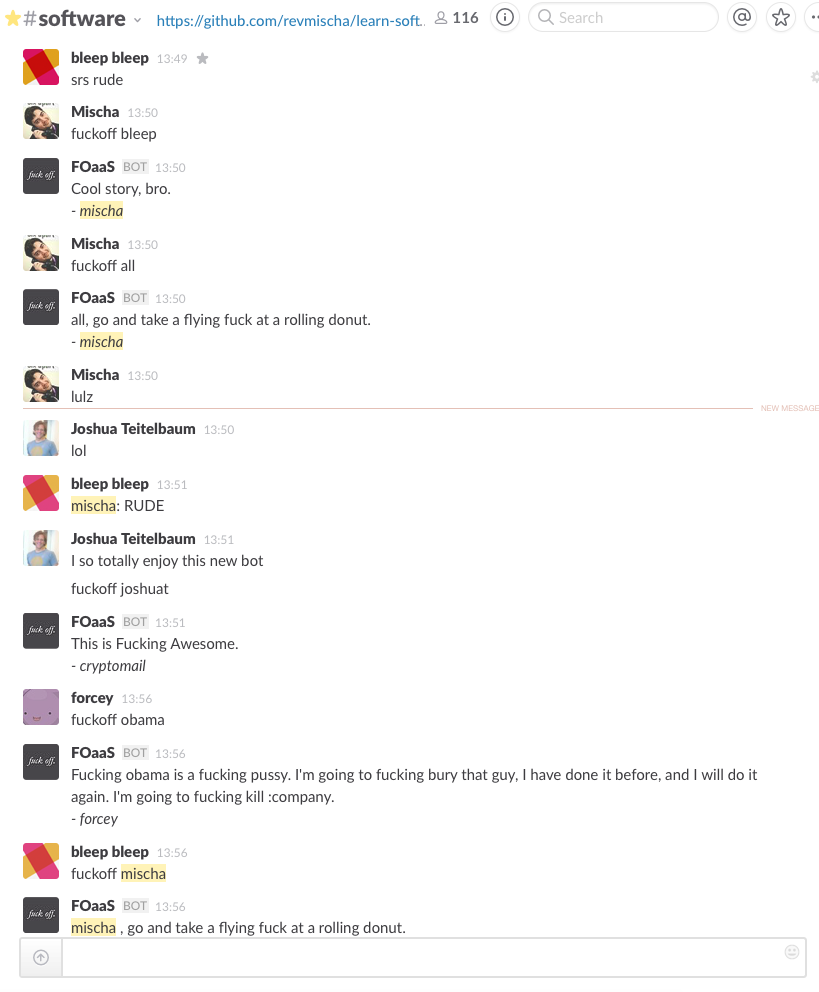 #software https://github.com/revmischa/learn-soft.. 116 Search
bleep bleep 13:49
srs rude
Mischa 13:50
fuckoff bleep
fuck off.
FOaaS BOT 13:50
Cool story, bro.
- mischa
Mischa 13:50
fuckoff all
fuck off.
FOaaS BOT 13:50
all, go and take a flying fuck at a rolling donut.
- mischa
Mischa 13:50
lulz
NEW MESSAGE
Joshua Teitelbaum 13:50
lol
bleep bleep 13:51
mischa: RUDE
Joshua Teitelbaum 13:51
I so totally enjoy this new bot
fuckoff joshuat
fuck off.
FOaaS BOT 13:51
This is Fucking Awesome.
- cryptomail
forcey 13:56
fuckoff obama
fuck off.
FOaaS BOT 13:56
Fucking obama is a fucking pussy. I'm going to fucking bury that guy, I have done it before, and I will do it
again. I'm going to fucking kill :company.
- forcey
bleep bleep 13:56
fuckoff mischa
fuck off.
FOaaS BOT 13:56
mischa , go and take a flying fuck at a rolling donut.